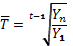 T̅ = ᵗ⁻¹√(Yₙ/Y₁)